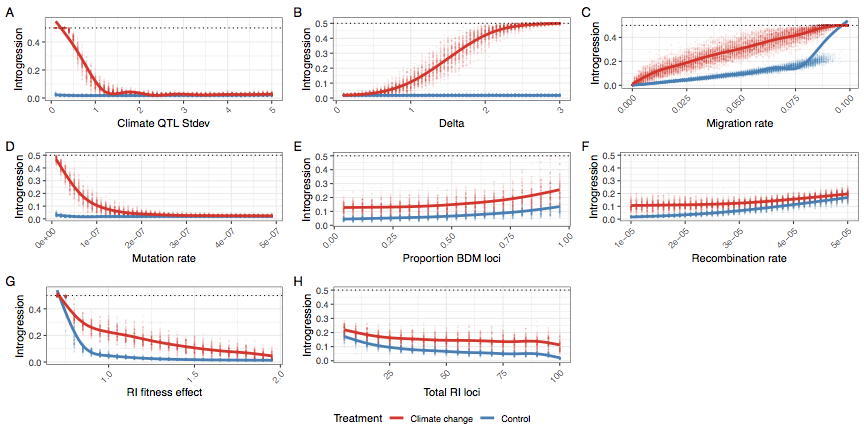 A
B
C
Introgression
0.4
0.2
0.0
0
1
2
3
4
5
Climate QTL Stdev
Introgression
0.5
0.4
0.3
0.2
0.1
0.0
0
1
2
3
Delta
Introgression
0.4
0.2
0.0
0.000
0.025
0.050
0.075
0.100
Migration rate
D
E
F
Introgression
0.5
0.4
0.3
0.2
0.1
0.0
0e+00
1e-07
2e-07
3e-07
4e-07
5e-07
Mutation rate
Introgression
0.5
0.4
0.3
0.2
0.1
0.0
0.00
0.25
0.50
0.75
1.00
Proportion BDM loci
Introgression
0.5
0.4
0.3
0.2
0.1
0.0
1e-05
2e-05
3e-05
4e-05
5e-05
Recombination rate
G
H
Introgression
0.4
0.2
0.0
1.0
1.5
2.0
RI fitness effect
Introgression
0.5
0.4
0.3
0.2
0.1
0.0
25
50
75
100
Total RI loci
Treatment
Climate change
Control